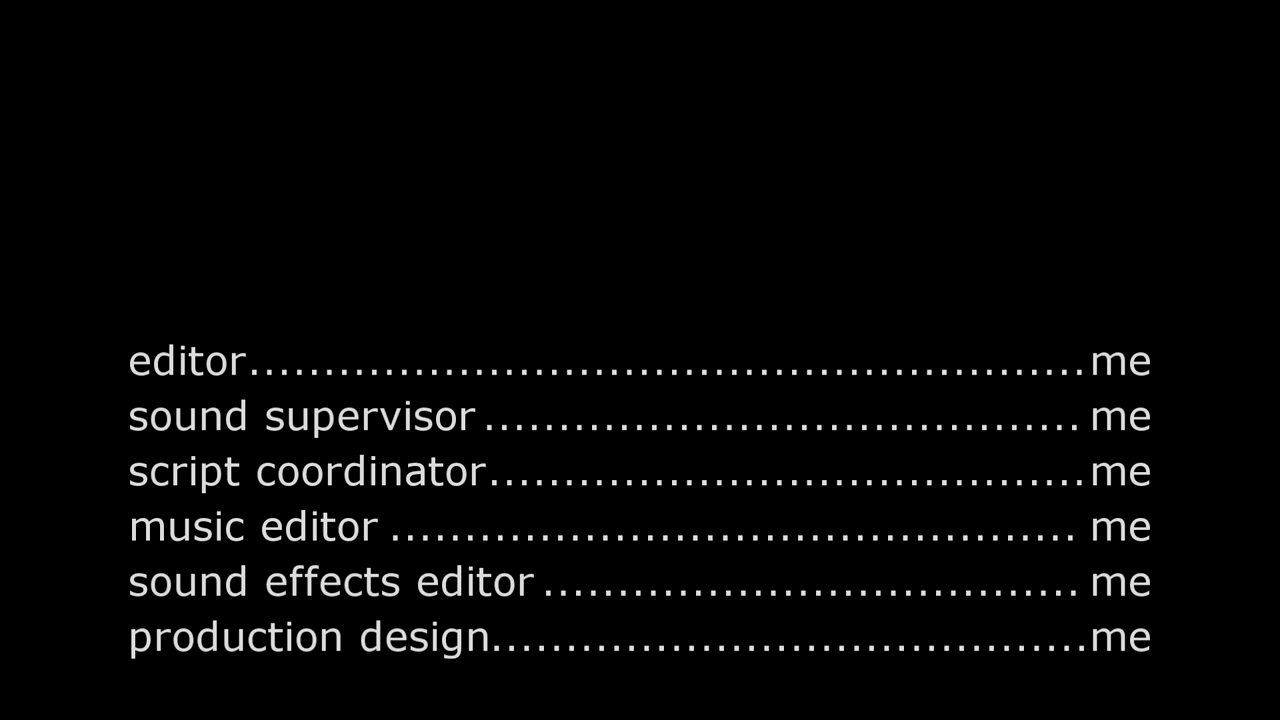 editor........................................................me
sound supervisor ........................................ me
script coordinator........................................me
music editor .............................................. me
sound effects editor .................................... me
production design........................................me